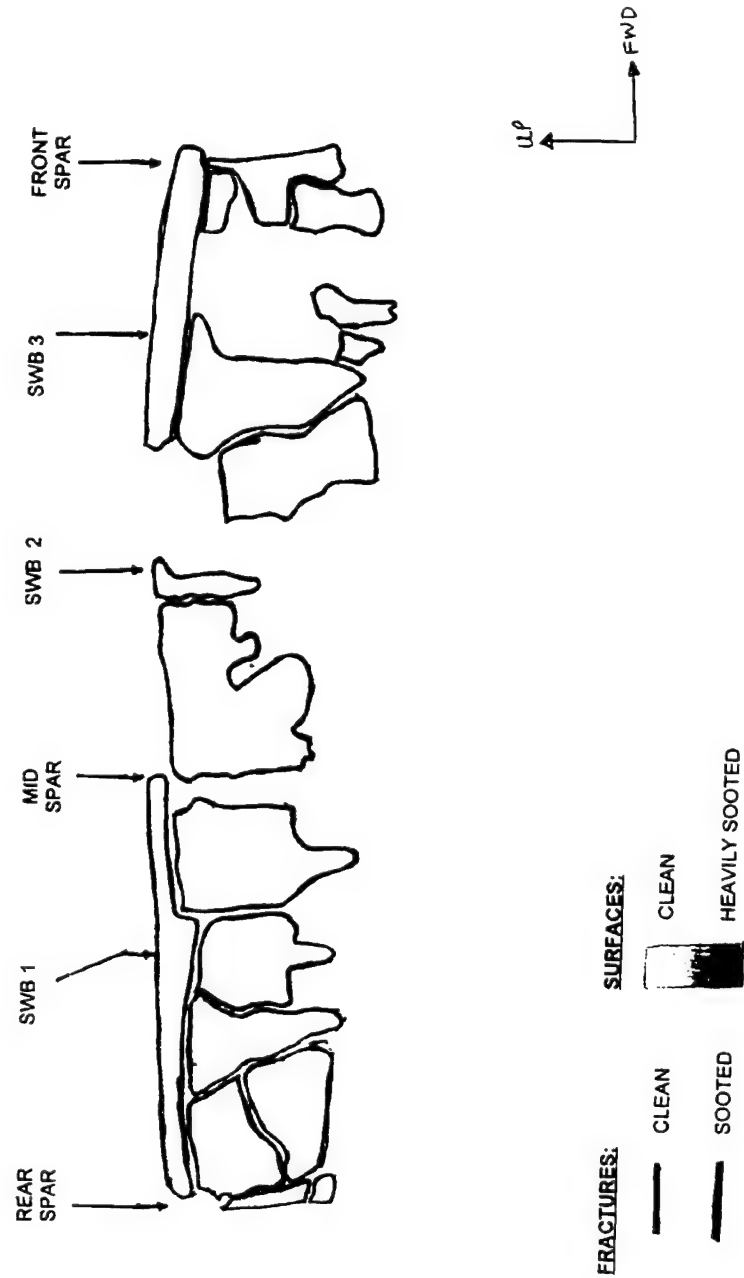 REAR
SPAR
SWB 1
MID
SPAR
SWB 2
SWB 3
FRONT
SPAR
UP
FWD
FRACTURES:
CLEAN
SOOTED
SURFACES:
CLEAN
HEAVILY SOOTED